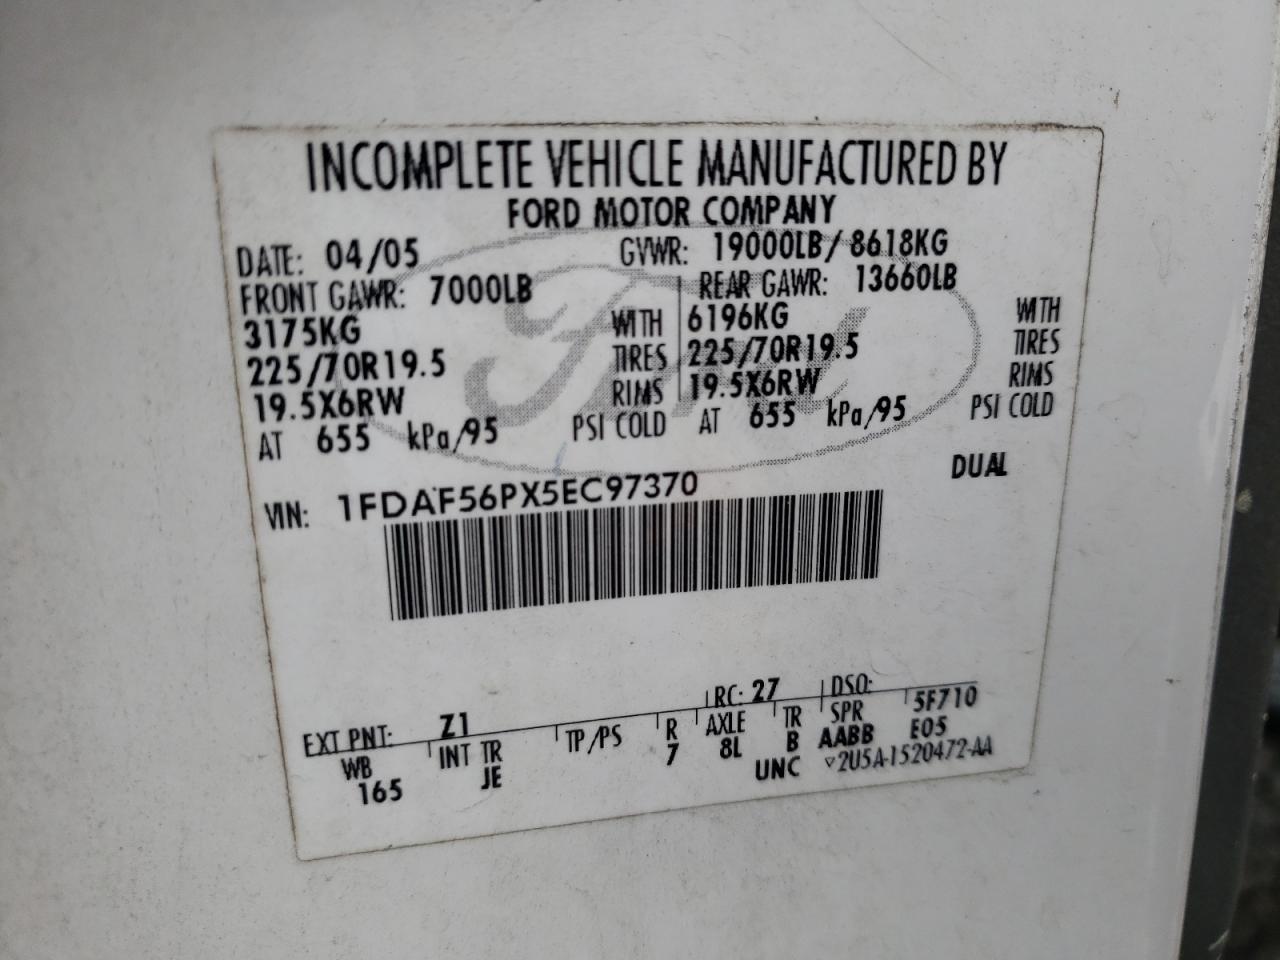 INCOMPLETE VEHICLE MANUFACTURED BY
FORD MOTOR COMPANY
DATE: 04/05 GVWR: 19000LB/8618KG
FRONT GAWR: 7000LB REAR GAWR: 13660LB
3175KG WITH 6196KG WITH
225/70R19.5 TIRES 225/70R19.5 TIRES
19.5X6RW RIMS 19.5X6RW RIMS
AT 655 kPa/95 PSI COLD AT 655 kPa/95 PSI COLD
DUAL
VIN: 1FDAF56PX5EC97370
EXT PNT: Z1 RC: 27 DSO:
WB INT TR TP/PS R AXLE TR SPR 5F710
165 JE 7 8L B AABB E05
UNC ▽2U5A-1520472-AA
Ford